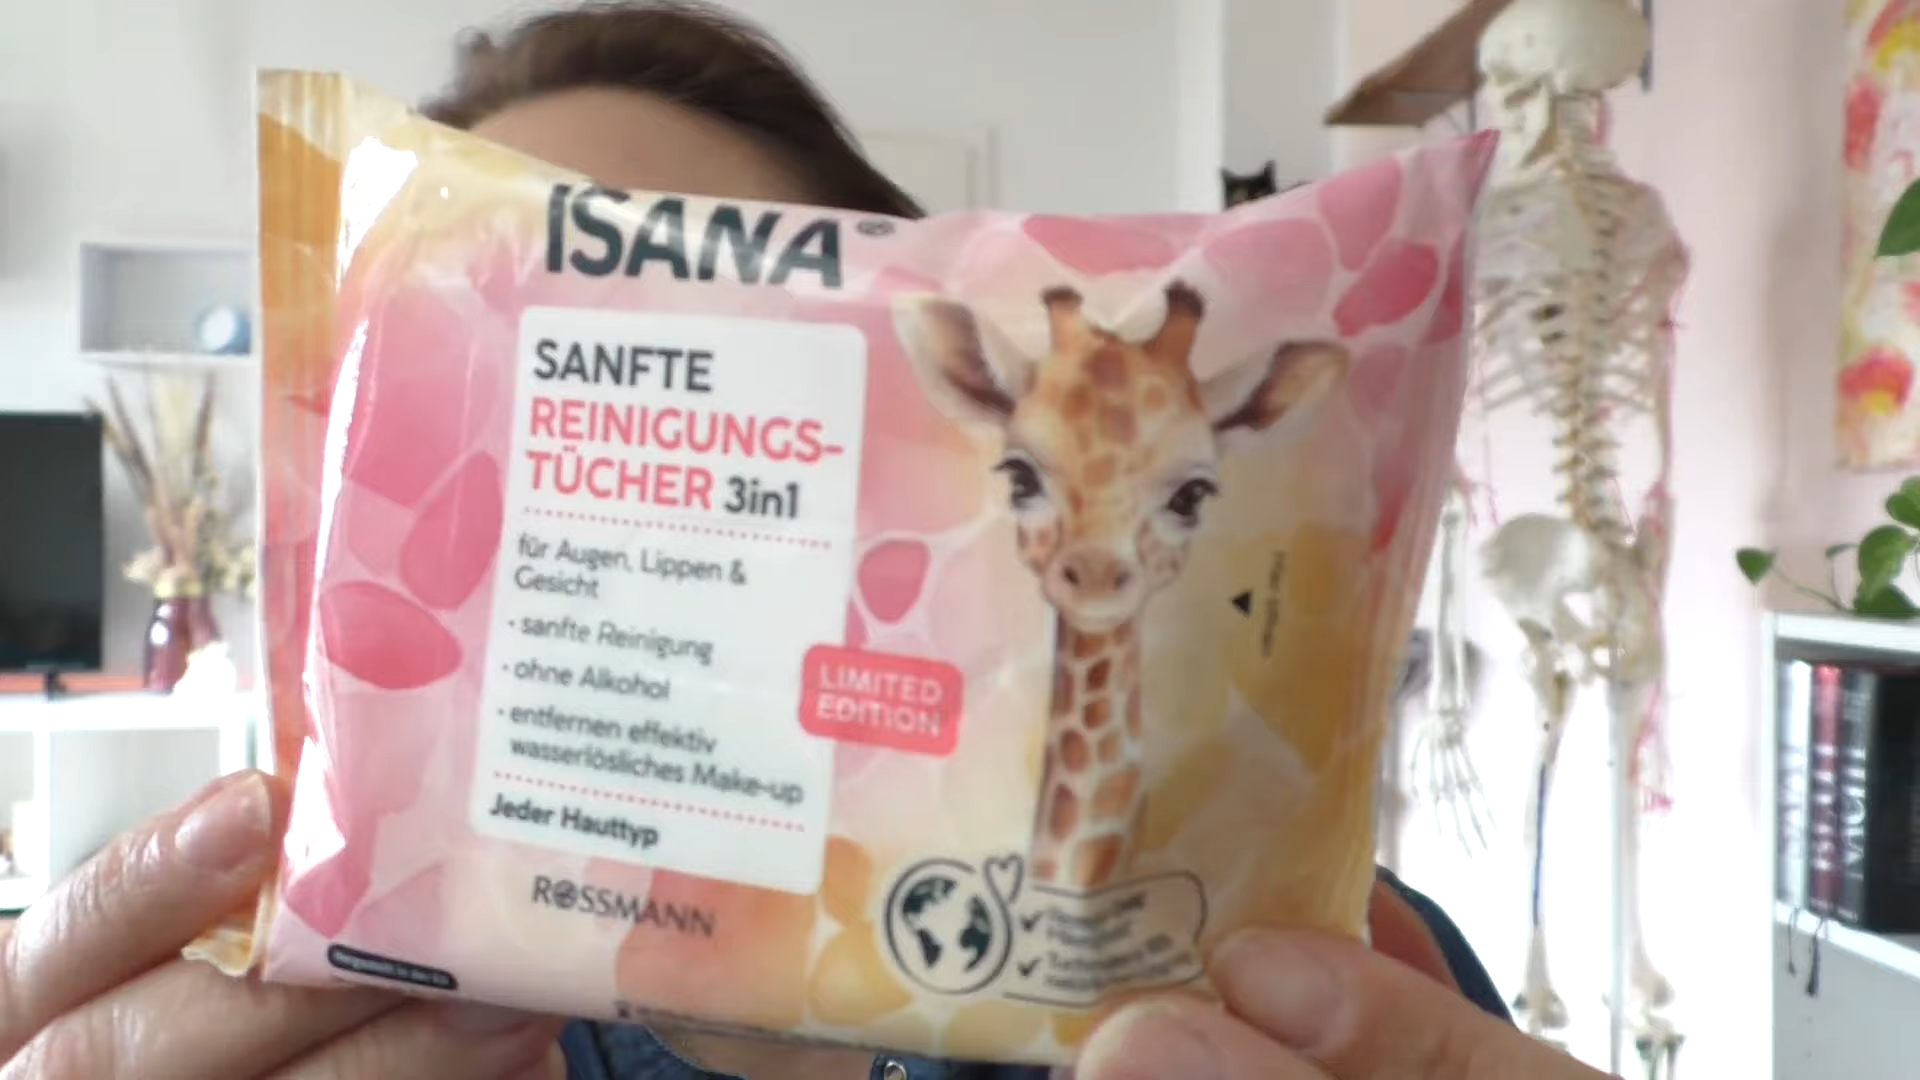 ISANA®
SANFTE
REINIGUNGS-
TÜCHER 3in1
für Augen, Lippen &
Gesicht
• sanfte Reinigung
• ohne Alkohol
• entfernen effektiv
wasserlösliches Make-up
Jeder Hauttyp
LIMITED
EDITION
ROSSMANN